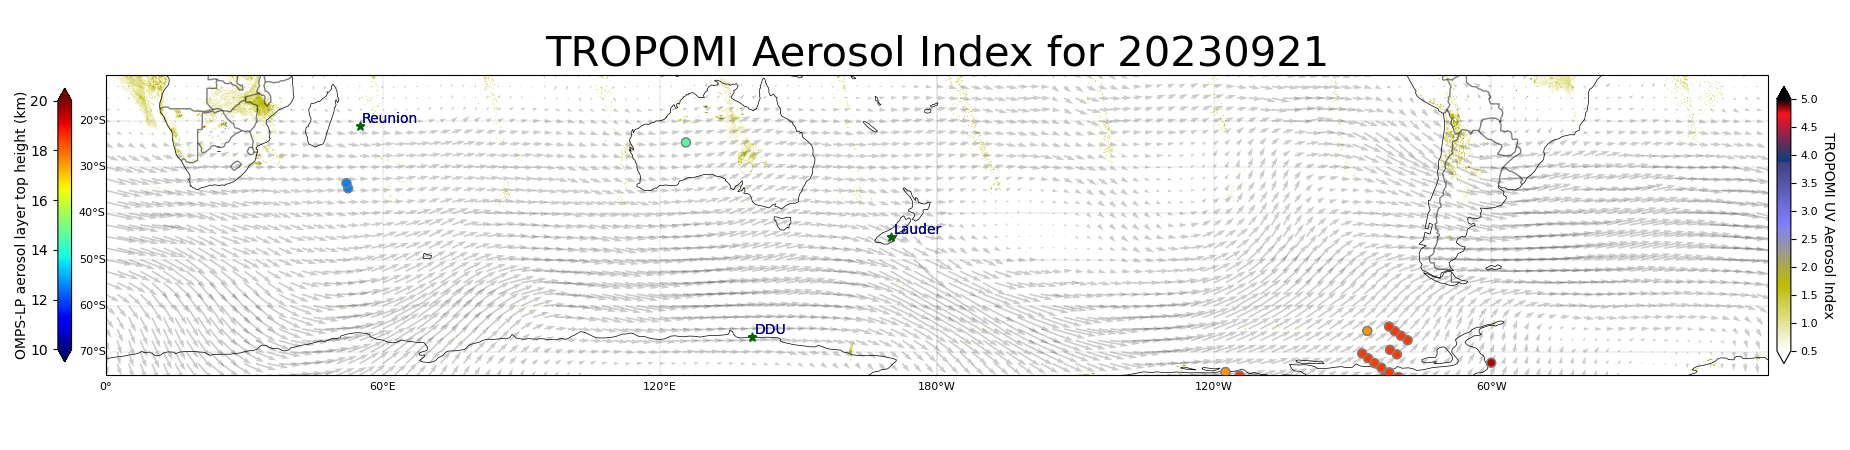 TROPOMI Aerosol Index for 20230921
OMPS-LP aerosol layer top height (km)
20
18
16
14
12
10
20°S
30°S
40°S
50°S
60°S
70°S
Reunion
Lauder
DDU
0°
60°E
120°E
180°W
120°W
60°W
5.0
4.5
4.0
3.5
3.0
2.5
2.0
1.5
1.0
0.5
TROPOMI UV Aerosol Index